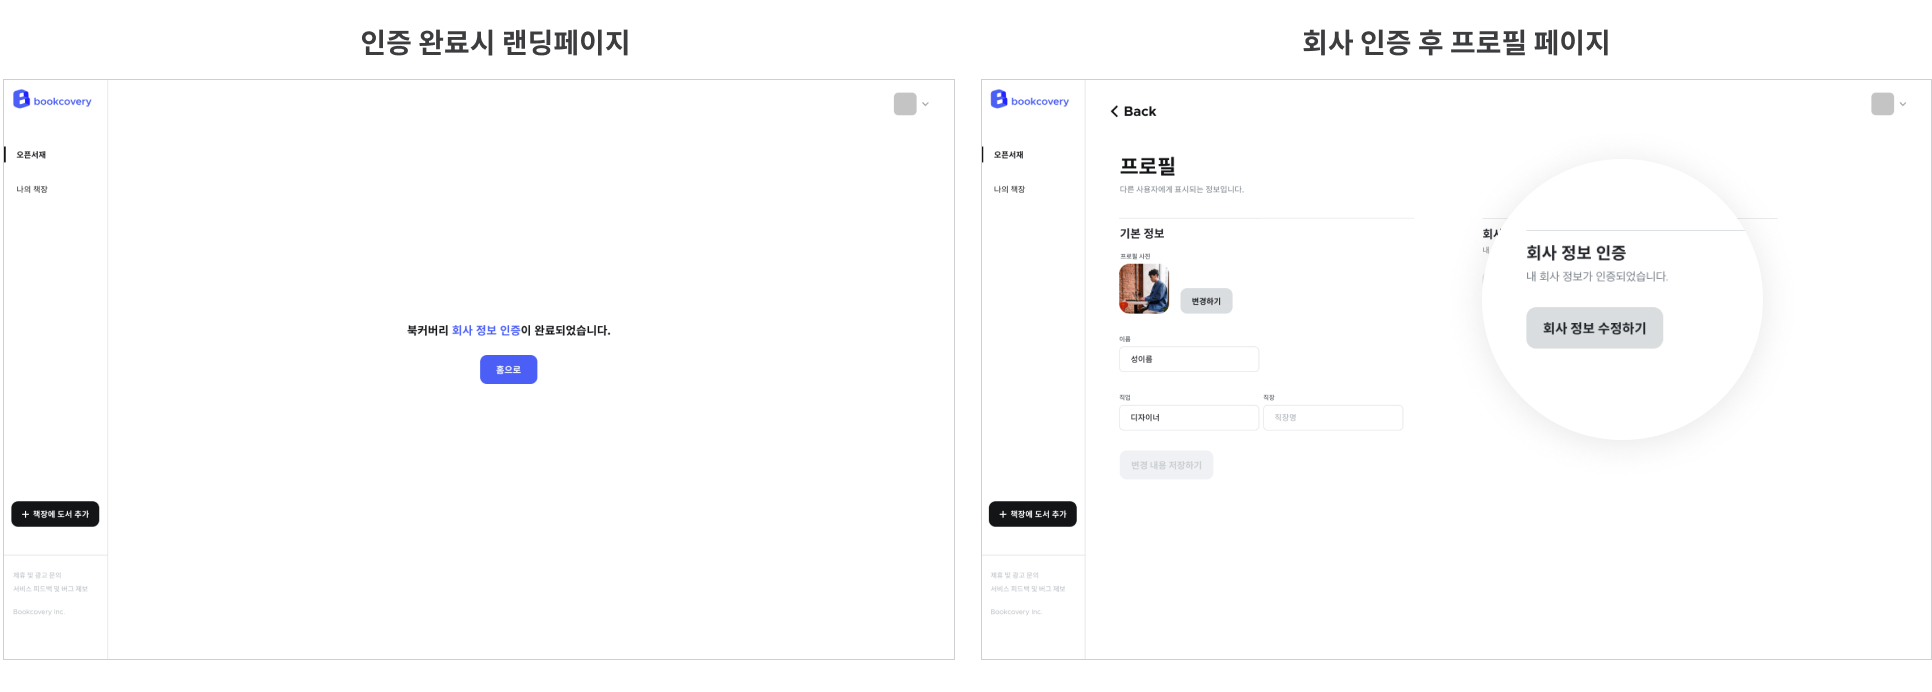 인증 완료시 랜딩페이지
bookcovery
오픈서재
나의 책장
북커버리 회사 정보 인증이 완료되었습니다.
홈으로
+ 책장에 도서 추가
제휴 및 광고 문의
서비스 피드백 및 버그 제보
Bookcovery Inc.
회사 인증 후 프로필 페이지
bookcovery
Back
오픈서재
나의 책장
프로필
다른 사용자에게 표시되는 정보입니다.
기본 정보
프로필 사진
변경하기
이름
성이름
직업
직장
디자이너
직장명
변경 내용 저장하기
회사
내
회사 정보 인증
내 회사 정보가 인증되었습니다.
회사 정보 수정하기
+ 책장에 도서 추가
제휴 및 광고 문의
서비스 피드백 및 버그 제보
Bookcovery Inc.